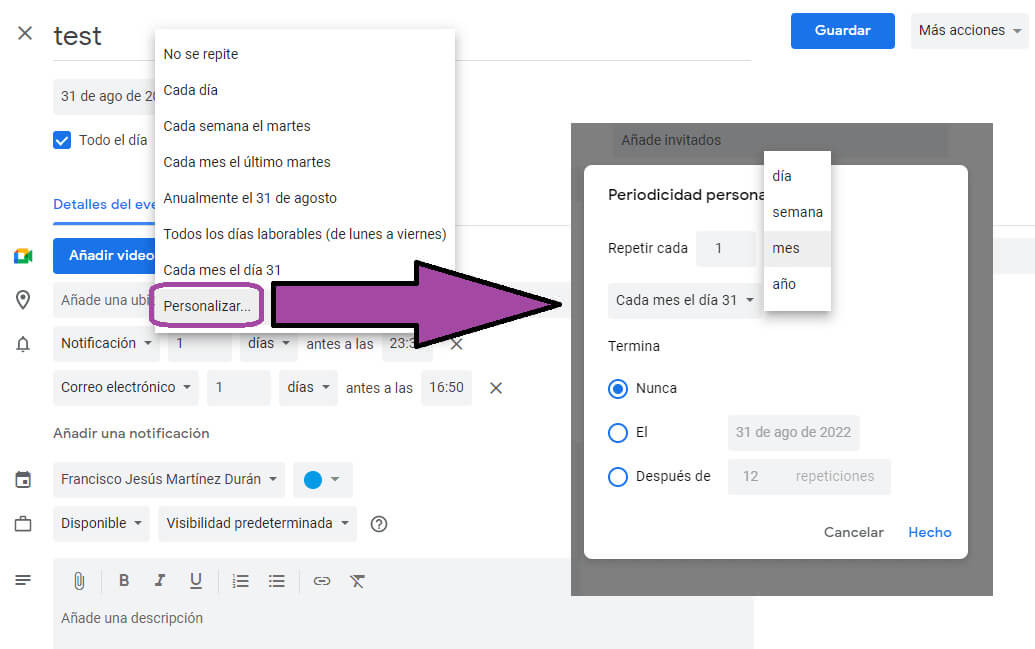 test
Guardar
Más acciones
No se repite
Cada día
Cada semana el martes
Cada mes el último martes
Anualmente el 31 de agosto
Todos los días laborables (de lunes a viernes)
Cada mes el día 31
Personalizar...
31 de ago de 20
Todo el día
Detalles del eve
Añadir video
Añade una ubi
Notificación 1 días antes a las 23:3
Correo electrónico 1 días antes a las 16:50
Añadir una notificación
Francisco Jesús Martínez Durán
Disponible Visibilidad predeterminada
B I U
Añade una descripción
Añade invitados
Periodicidad persona
Repetir cada 1
día
semana
mes
año
Cada mes el día 31
Termina
Nunca
El 31 de ago de 2022
Después de 12 repeticiones
Cancelar Hecho